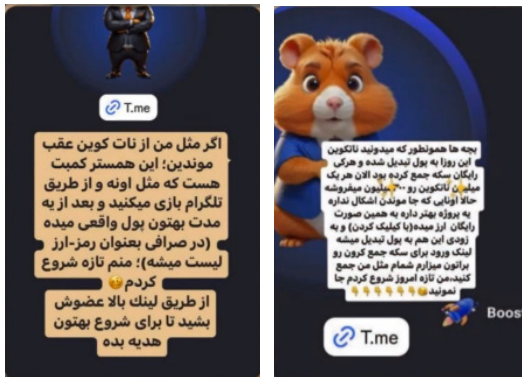 T.me
اگر مثل من از نات کوین عقب
موندین؛ این همستر کمبت
هست که مثل اونه و از طریق
تلگرام بازی میکنید و بعد از یه
مدت بهتون پول واقعی میده
(در صرافی بعنوان رمز-ارز
لیست میشه)؛ منم تازه شروع
کردم
از طریق لینک بالا عضوش
بشید تا برای شروع بهتون
هدیه بده
بچه ها همونطور که میدونید ناتکوین
این روزا به پول تبدیل شده و هرکی
رایگان سکه جمع کرده بود الان هر یک
میلیون ناتکوین رو ۳۰۰میلیون میفروشه
حالا اونایی که جا موندن اشکال نداره
یه پروژه بهتر داره به همین صورت
رایگان ارز میده(با کلیک کردن) و به
زودی این هم به پول تبدیل میشه
لینک ورود برای سکه جمع کرون رو
براتون میزارم شمام مثل من جمع
کنید،من تازه امروز شروع کردم جا
نمونید
Boos
T.me